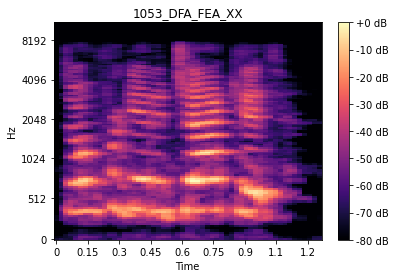 1053_DFA_FEA_XX
Hz
8192
4096
2048
1024
512
0
0
0.15
0.3
0.45
0.6
0.75
0.9
1.1
1.2
Time
+0 dB
-10 dB
-20 dB
-30 dB
-40 dB
-50 dB
-60 dB
-70 dB
-80 dB